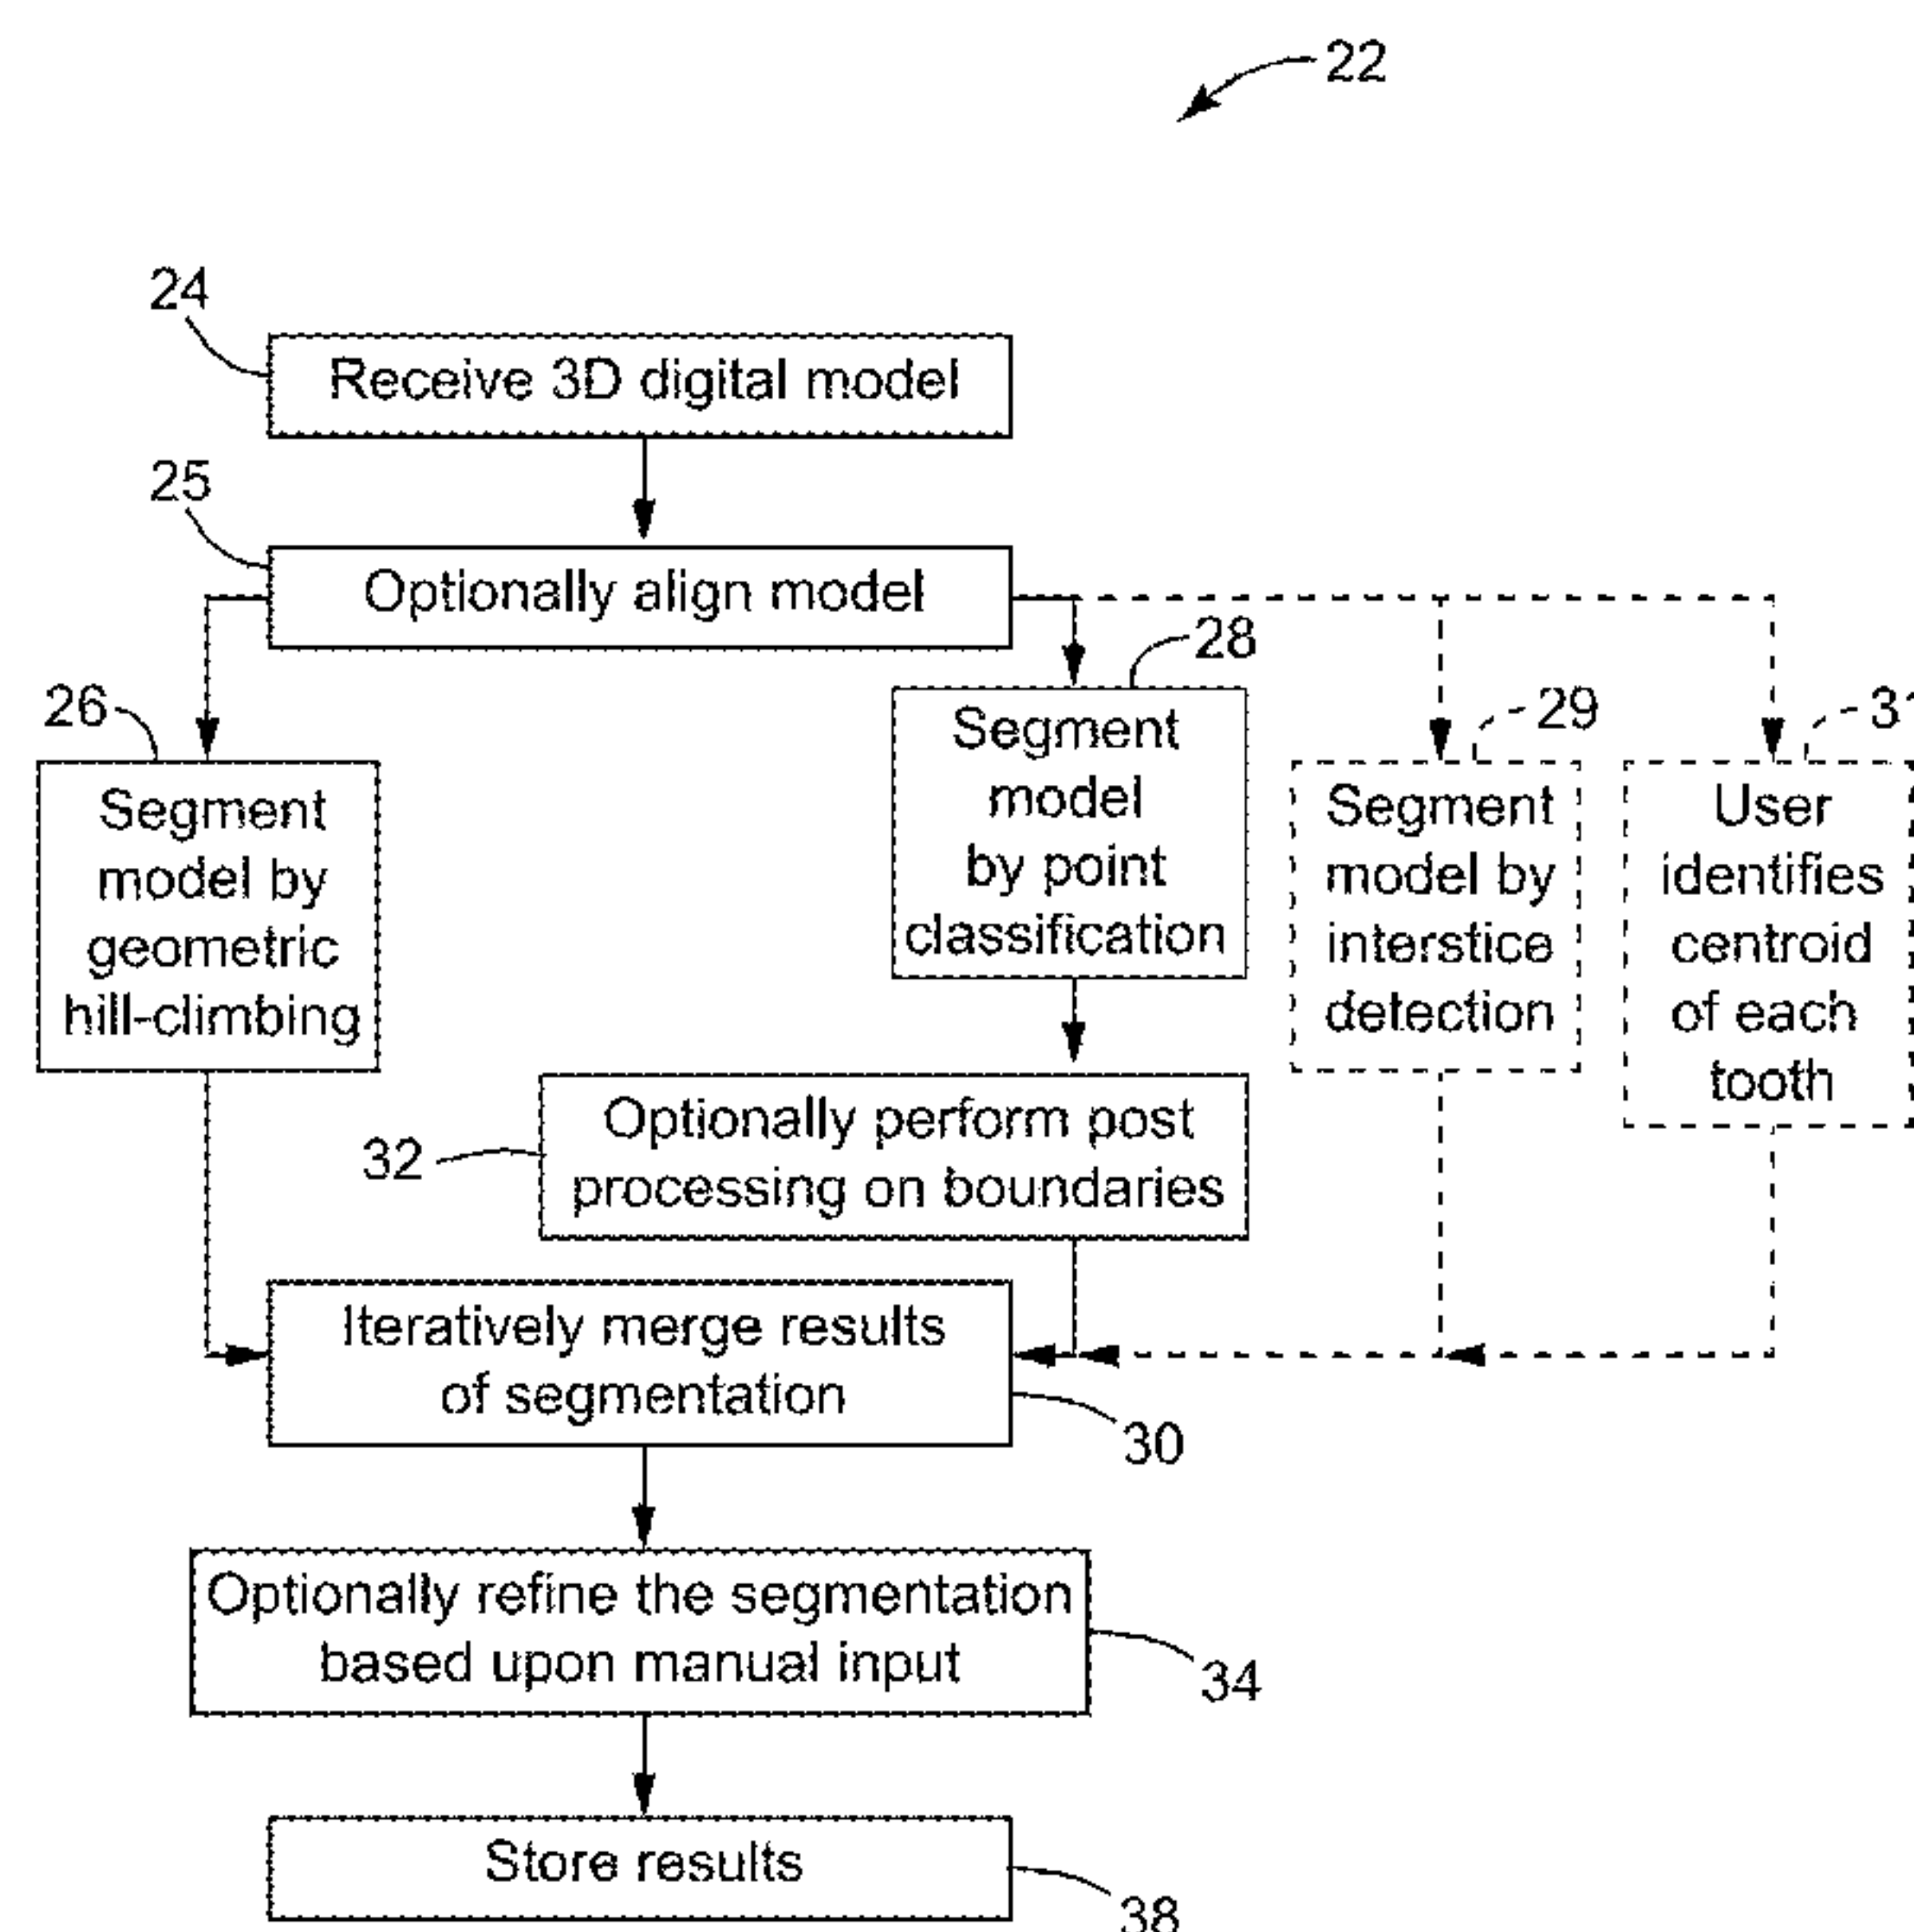 22
24
Receive 3D digital model
25
Optionally align model
28
26
29
31
Segment
model by
geometric
hill-climbing
Segment
model
by point
classification
Segment
model by
interstice
detection
User
identifies
centroid
of each
tooth
32
Optionally perform post
processing on boundaries
Iteratively merge results
of segmentation
30
Optionally refine the segmentation
based upon manual input
34
Store results
38